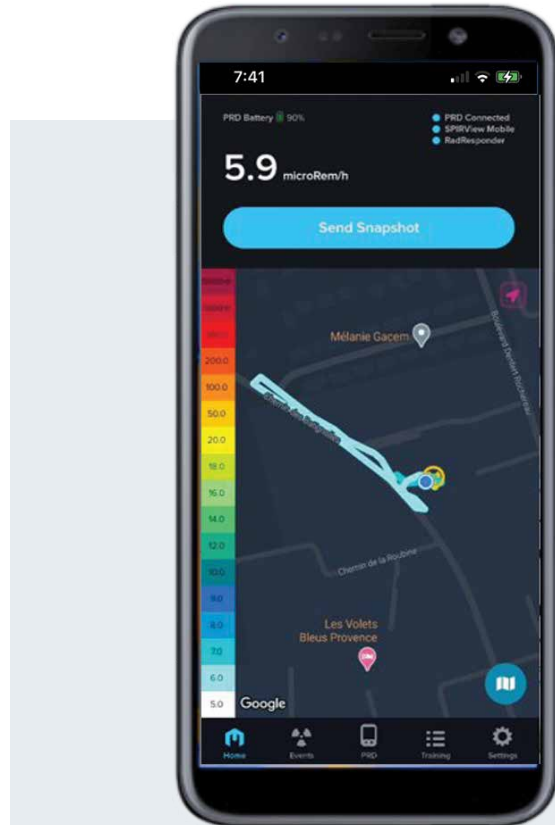 7:41
PRD Battery 90%
PRD Connected
SPIRView Mobile
RadResponder
5.9 microRem/h
Send Snapshot
Mélanie Gacem
Boulevard Denfert Rochereau
200.0
100.0
50.0
20.0
18.0
16.0
14.0
12.0
10.0
9.0
8.0
7.0
6.0
5.0
Chemin de la Roubine
Les Volets
Bleus Provence
Google
Home
Events
PRD
Training
Settings